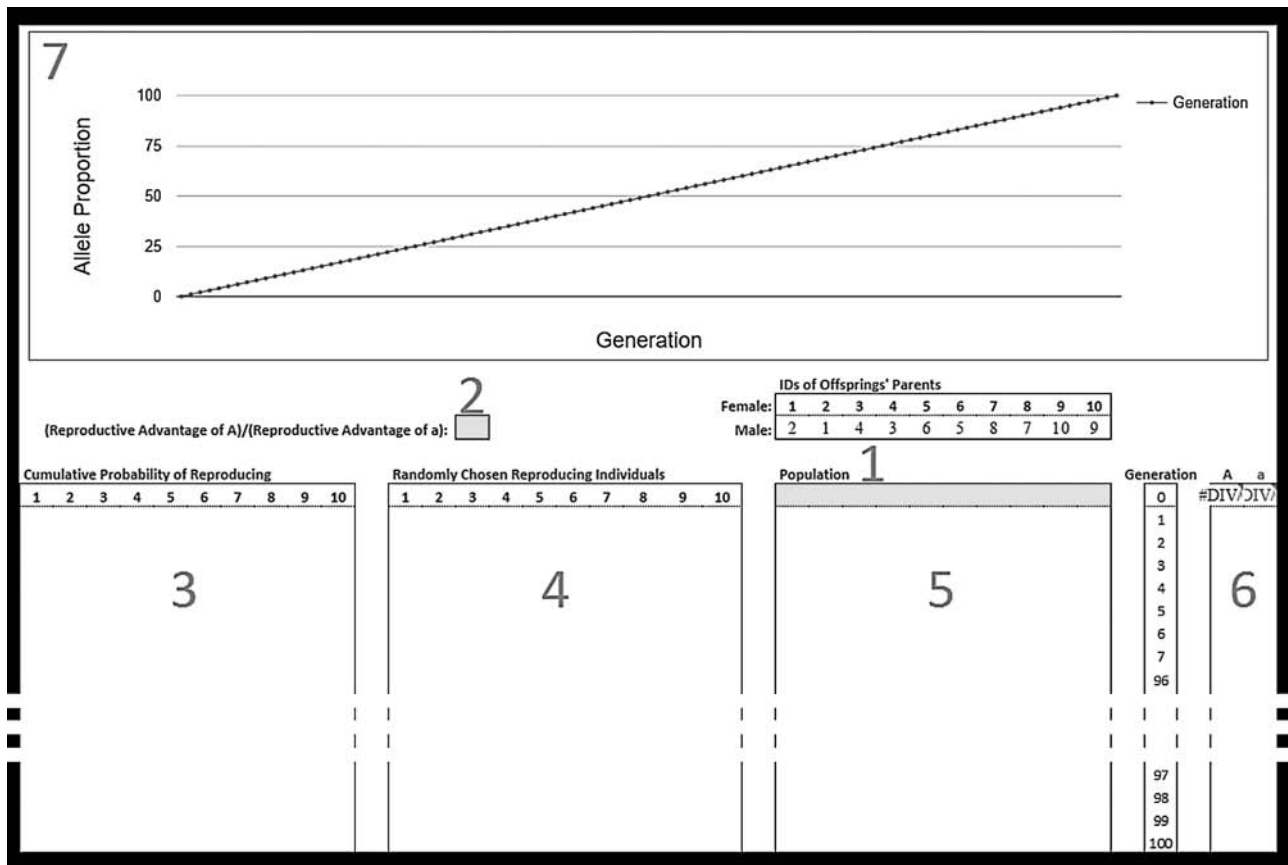 7
100
75
50
25
0
Allele Proportion
Generation
Generation
2
(Reproductive Advantage of A)/(Reproductive Advantage of a):
IDs of Offsprings' Parents
Female: 1 2 3 4 5 6 7 8 9 10
Male: 2 1 4 3 6 5 8 7 10 9
Cumulative Probability of Reproducing
1 2 3 4 5 6 7 8 9 10
3
Randomly Chosen Reproducing Individuals
1 2 3 4 5 6 7 8 9 10
4
Population 1
5
Generation
0
1
2
3
4
5
6
7
96
97
98
99
100
A a
#DIV/ DIV/
6